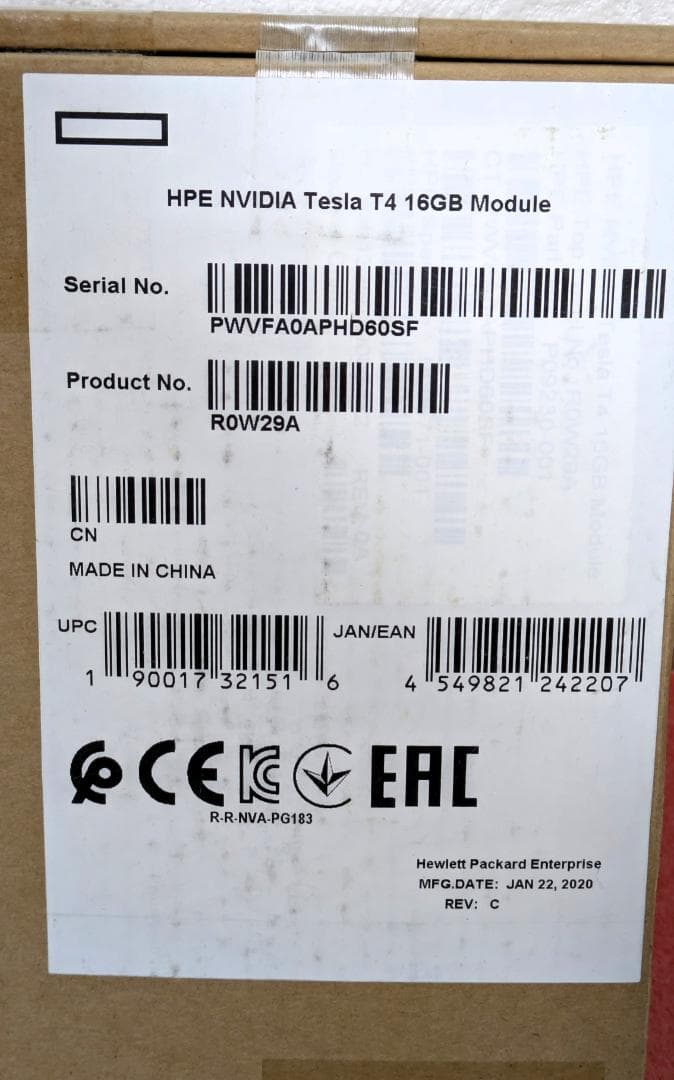 HPE NVIDIA Tesla T4 16GB Module
Serial No.
PWVFA0APHD60SF
Product No.
R0W29A
CN
MADE IN CHINA
UPC
1 90017 32151 6
JAN/EAN
4 549821 242207
CE EAC
R-R-NVA-PG183
Hewlett Packard Enterprise
MFG.DATE: JAN 22, 2020
REV: C